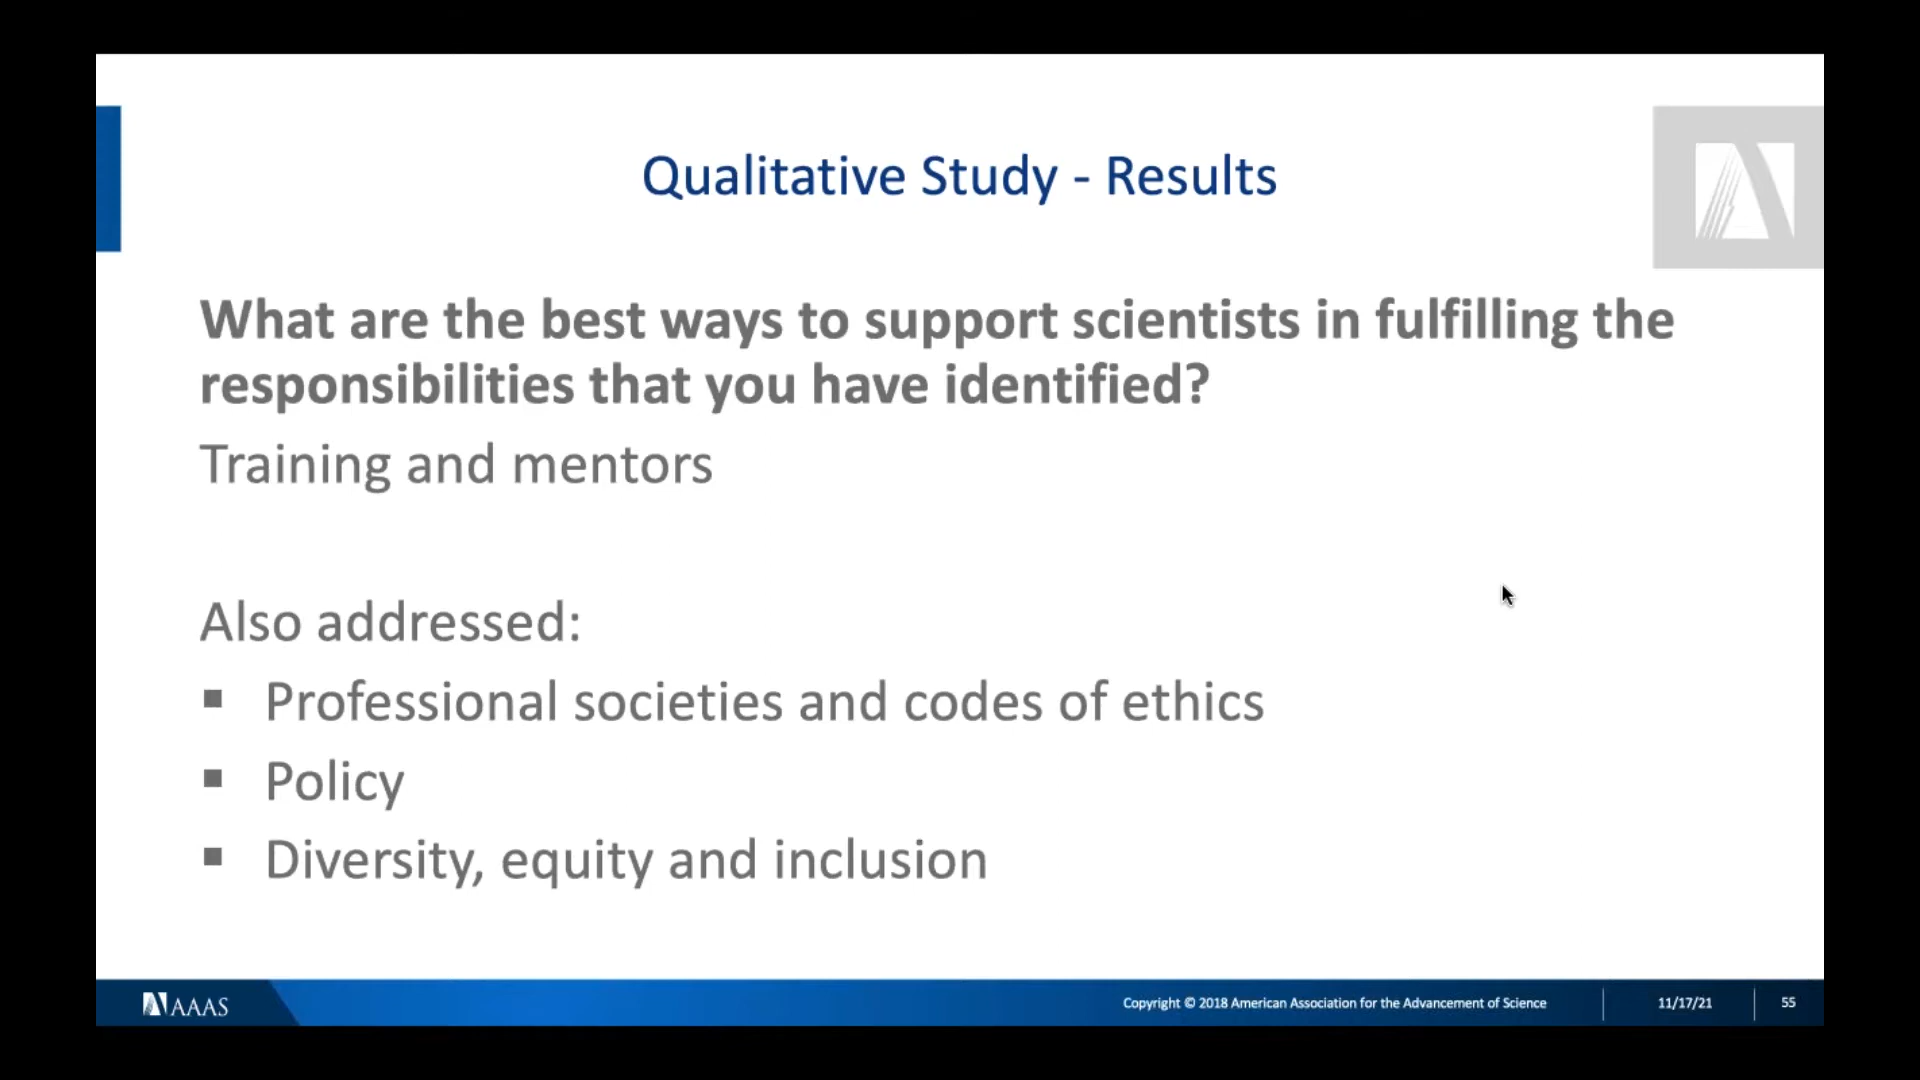 Qualitative Study - Results
What are the best ways to support scientists in fulfilling the
responsibilities that you have identified?
Training and mentors
Also addressed:
▪ Professional societies and codes of ethics
▪ Policy
▪ Diversity, equity and inclusion
AAAS
Copyright © 2018 American Association for the Advancement of Science
11/17/21
55